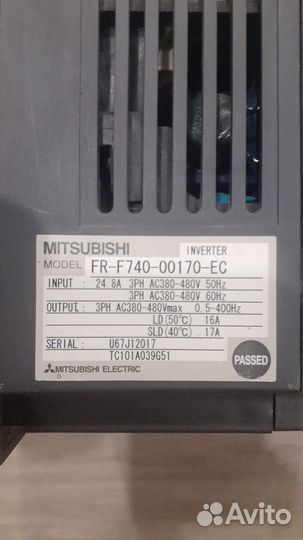 MITSUBISHI INVERTER
MODEL FR-F740-00170-EC
INPUT : 24.8A 3PH AC380-480V 50Hz
3PH AC380-480V 60Hz
OUTPUT: 3PH AC380-480Vmax 0.5-400Hz
LD(50℃) 16A
SLD(40℃) 17A
SERIAL : U67J12017
TC101A039G51
PASSED
MITSUBISHI ELECTRIC
D
Avito